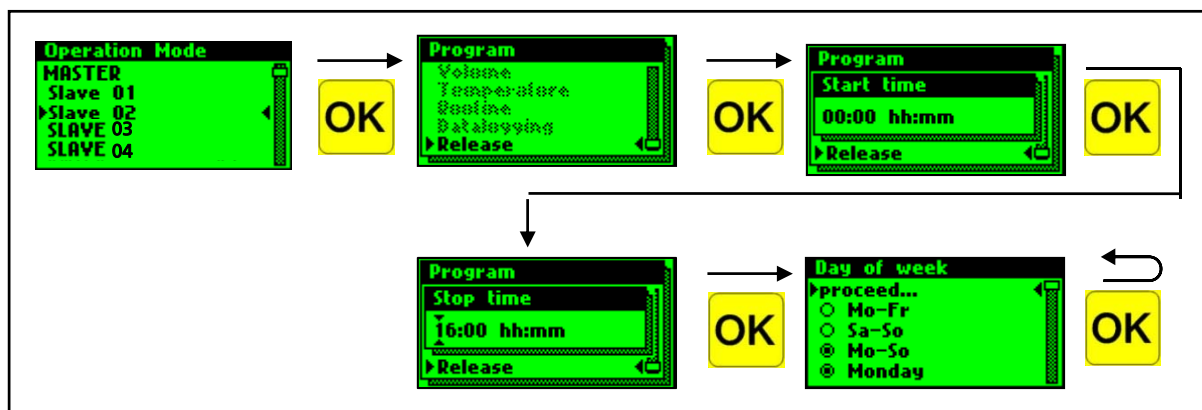 Operation Mode
MASTER
Slave 01
Slave 02
SLAVE 03
SLAVE 04
OK
Program
Volume
Temperature
Routine
Datalogging
Release
OK
Program
Start time
00:00 hh:mm
Release
OK
Program
Stop time
16:00 hh:mm
Release
OK
Day of week
proceed...
Mo-Fr
Sa-So
Mo-So
Monday
OK